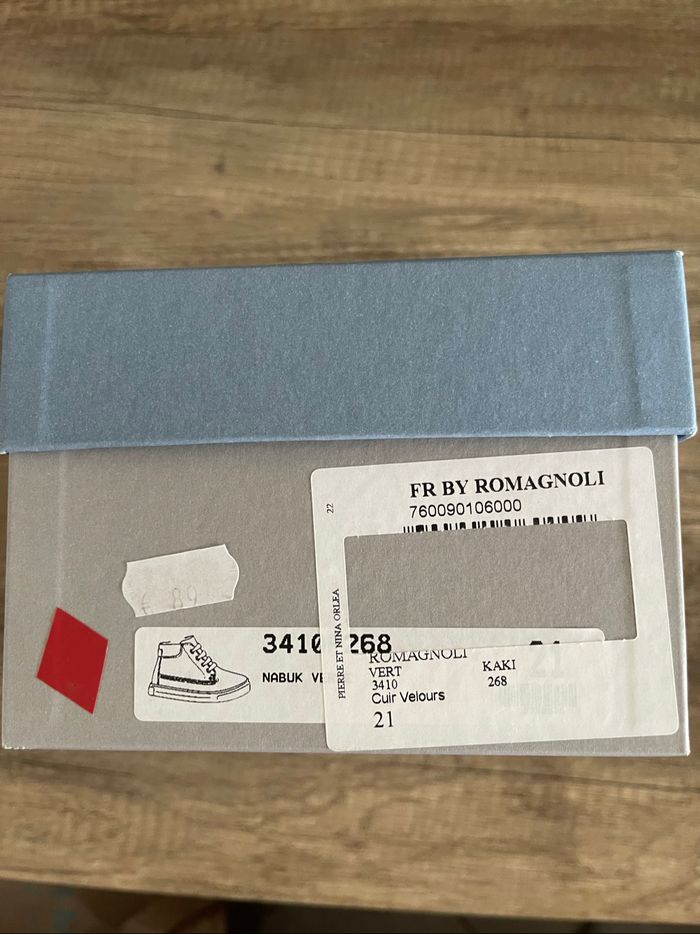 FR BY ROMAGNOLI
760090106000
22
PIERRE ET NINA ORLEA
€ 89
3410 268
NABUK
ROMAGNOLI
VERT KAKI
3410 268
Cuir Velours
21
21